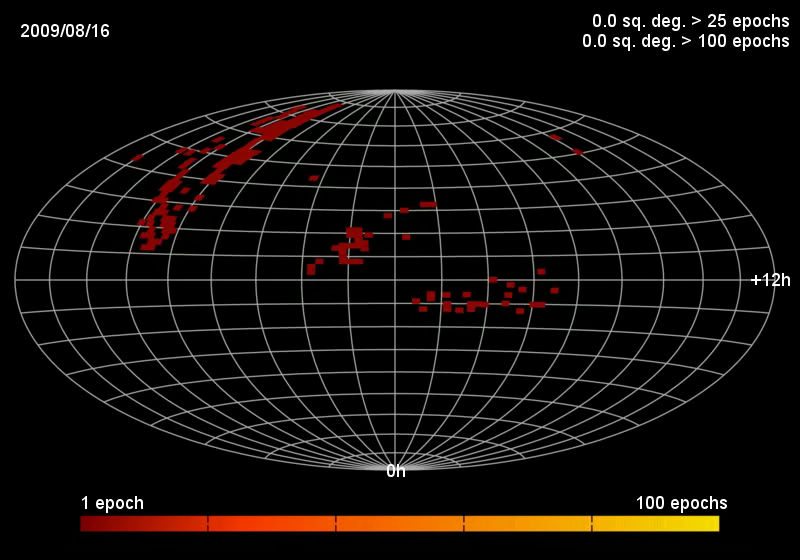 2009/08/16
0.0 sq. deg. > 25 epochs
0.0 sq. deg. > 100 epochs
+12h
0h
1 epoch
100 epochs